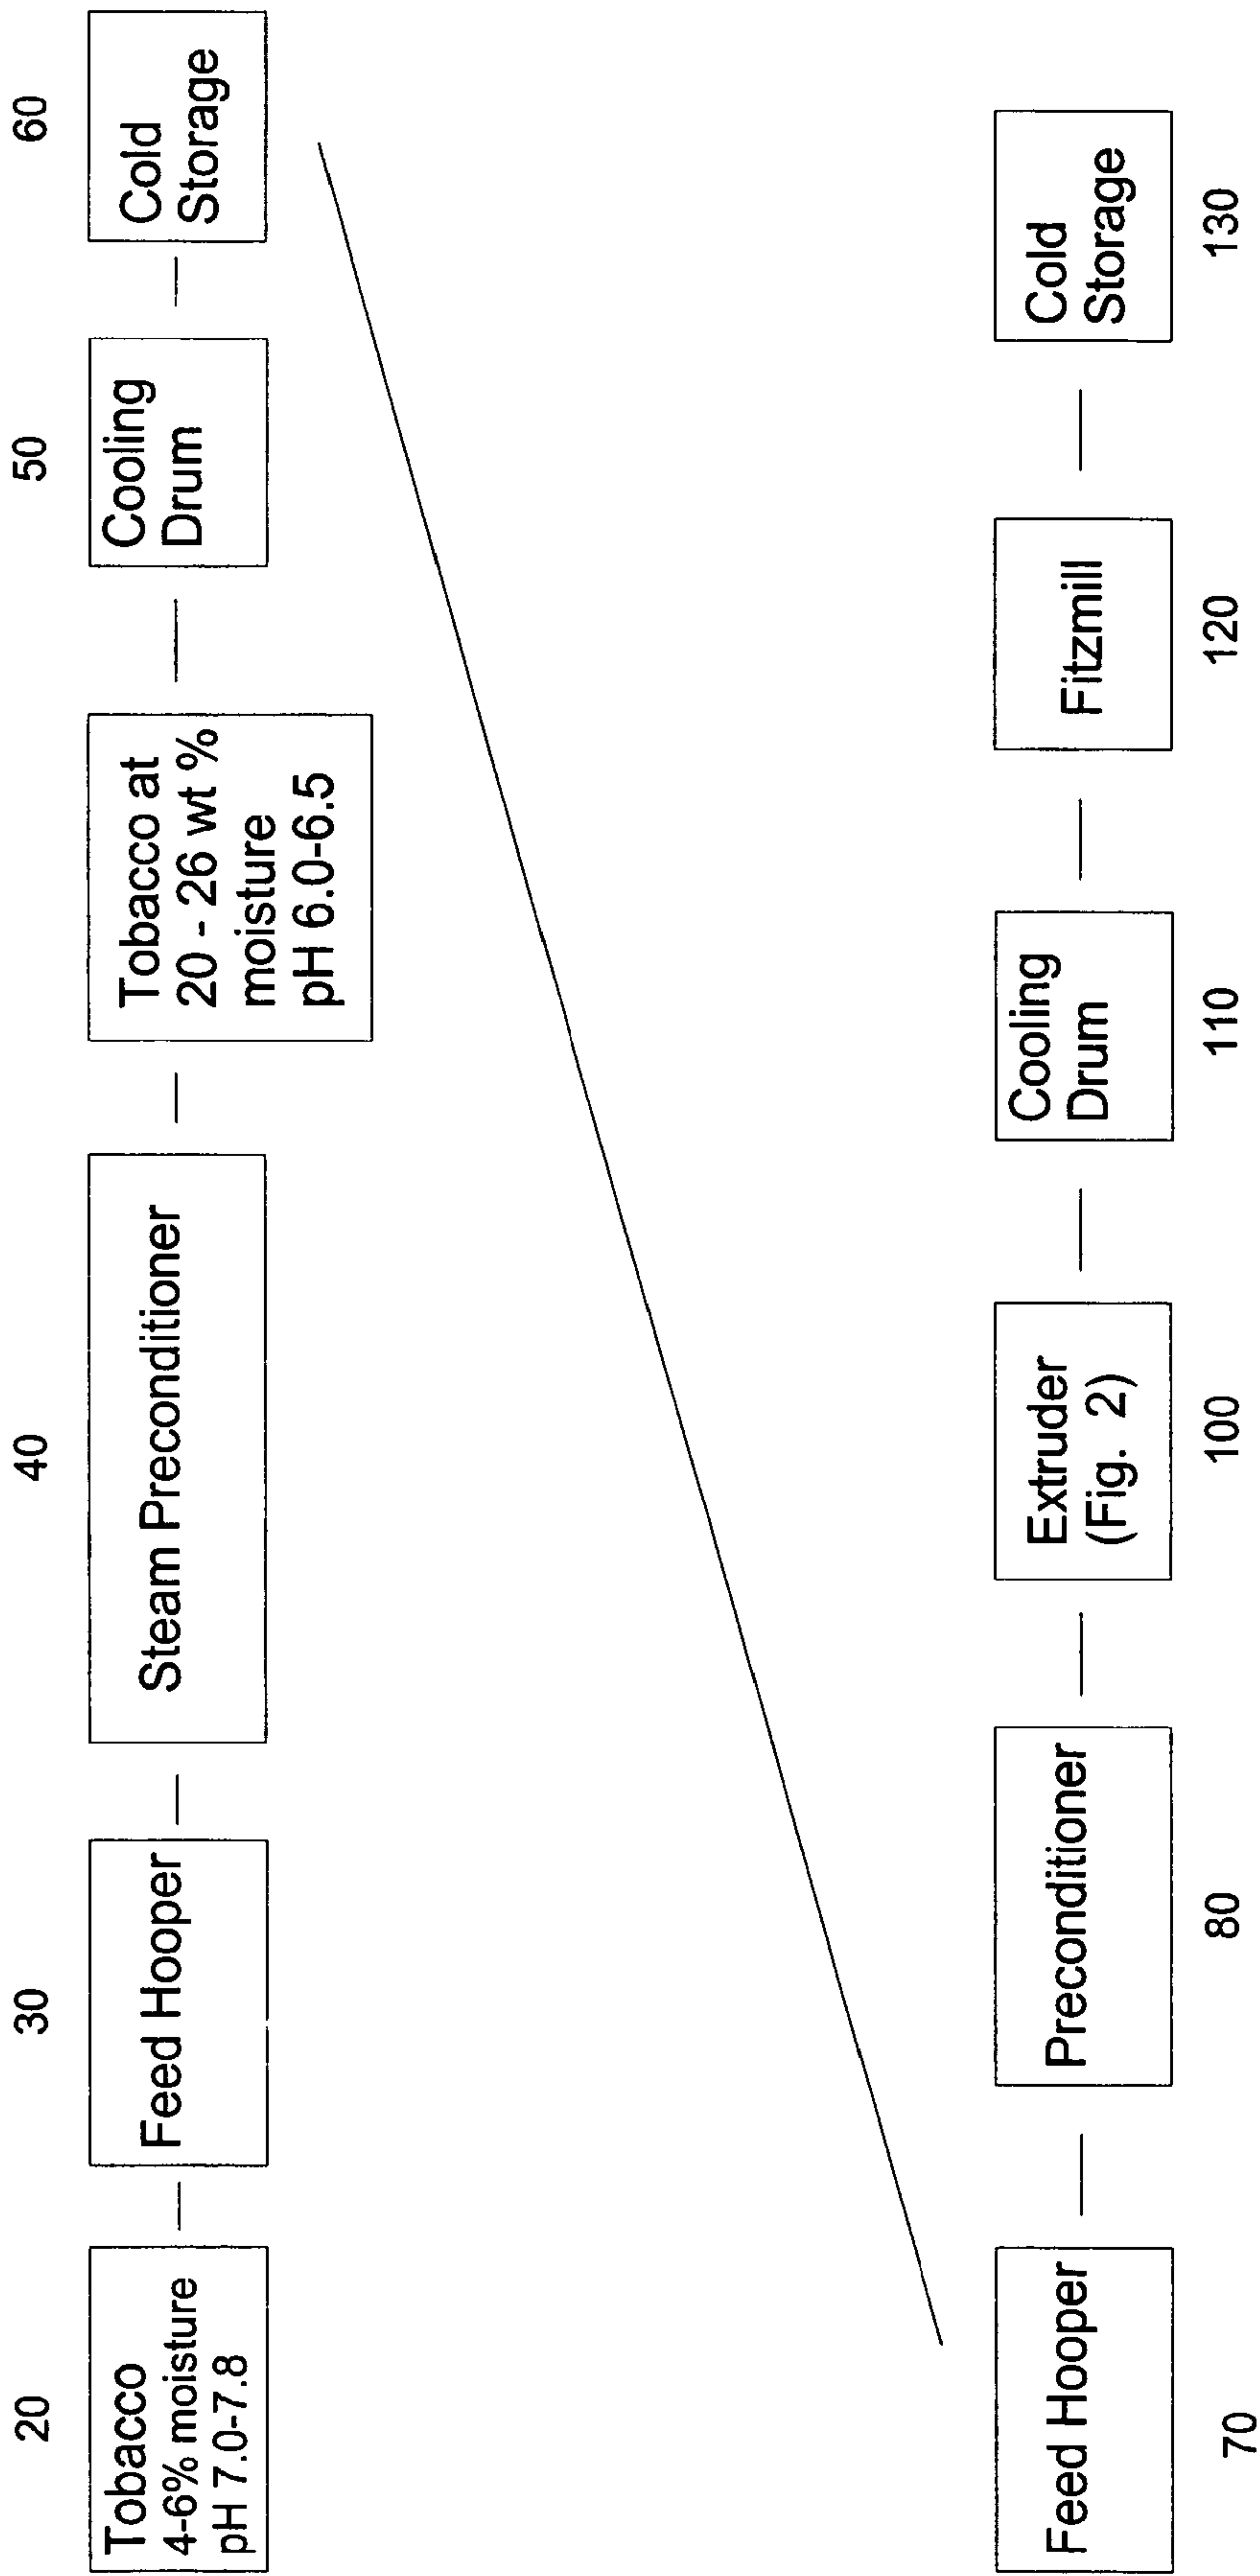 20
Tobacco
4-6% moisture
pH 7.0-7.8
30
Feed Hooper
40
Steam Preconditioner
Tobacco at
20 - 26 wt %
moisture
pH 6.0-6.5
50
Cooling
Drum
60
Cold
Storage
Feed Hooper
70
Preconditioner
80
Extruder
(Fig. 2)
100
Cooling
Drum
110
Fitzmill
120
Cold
Storage
130